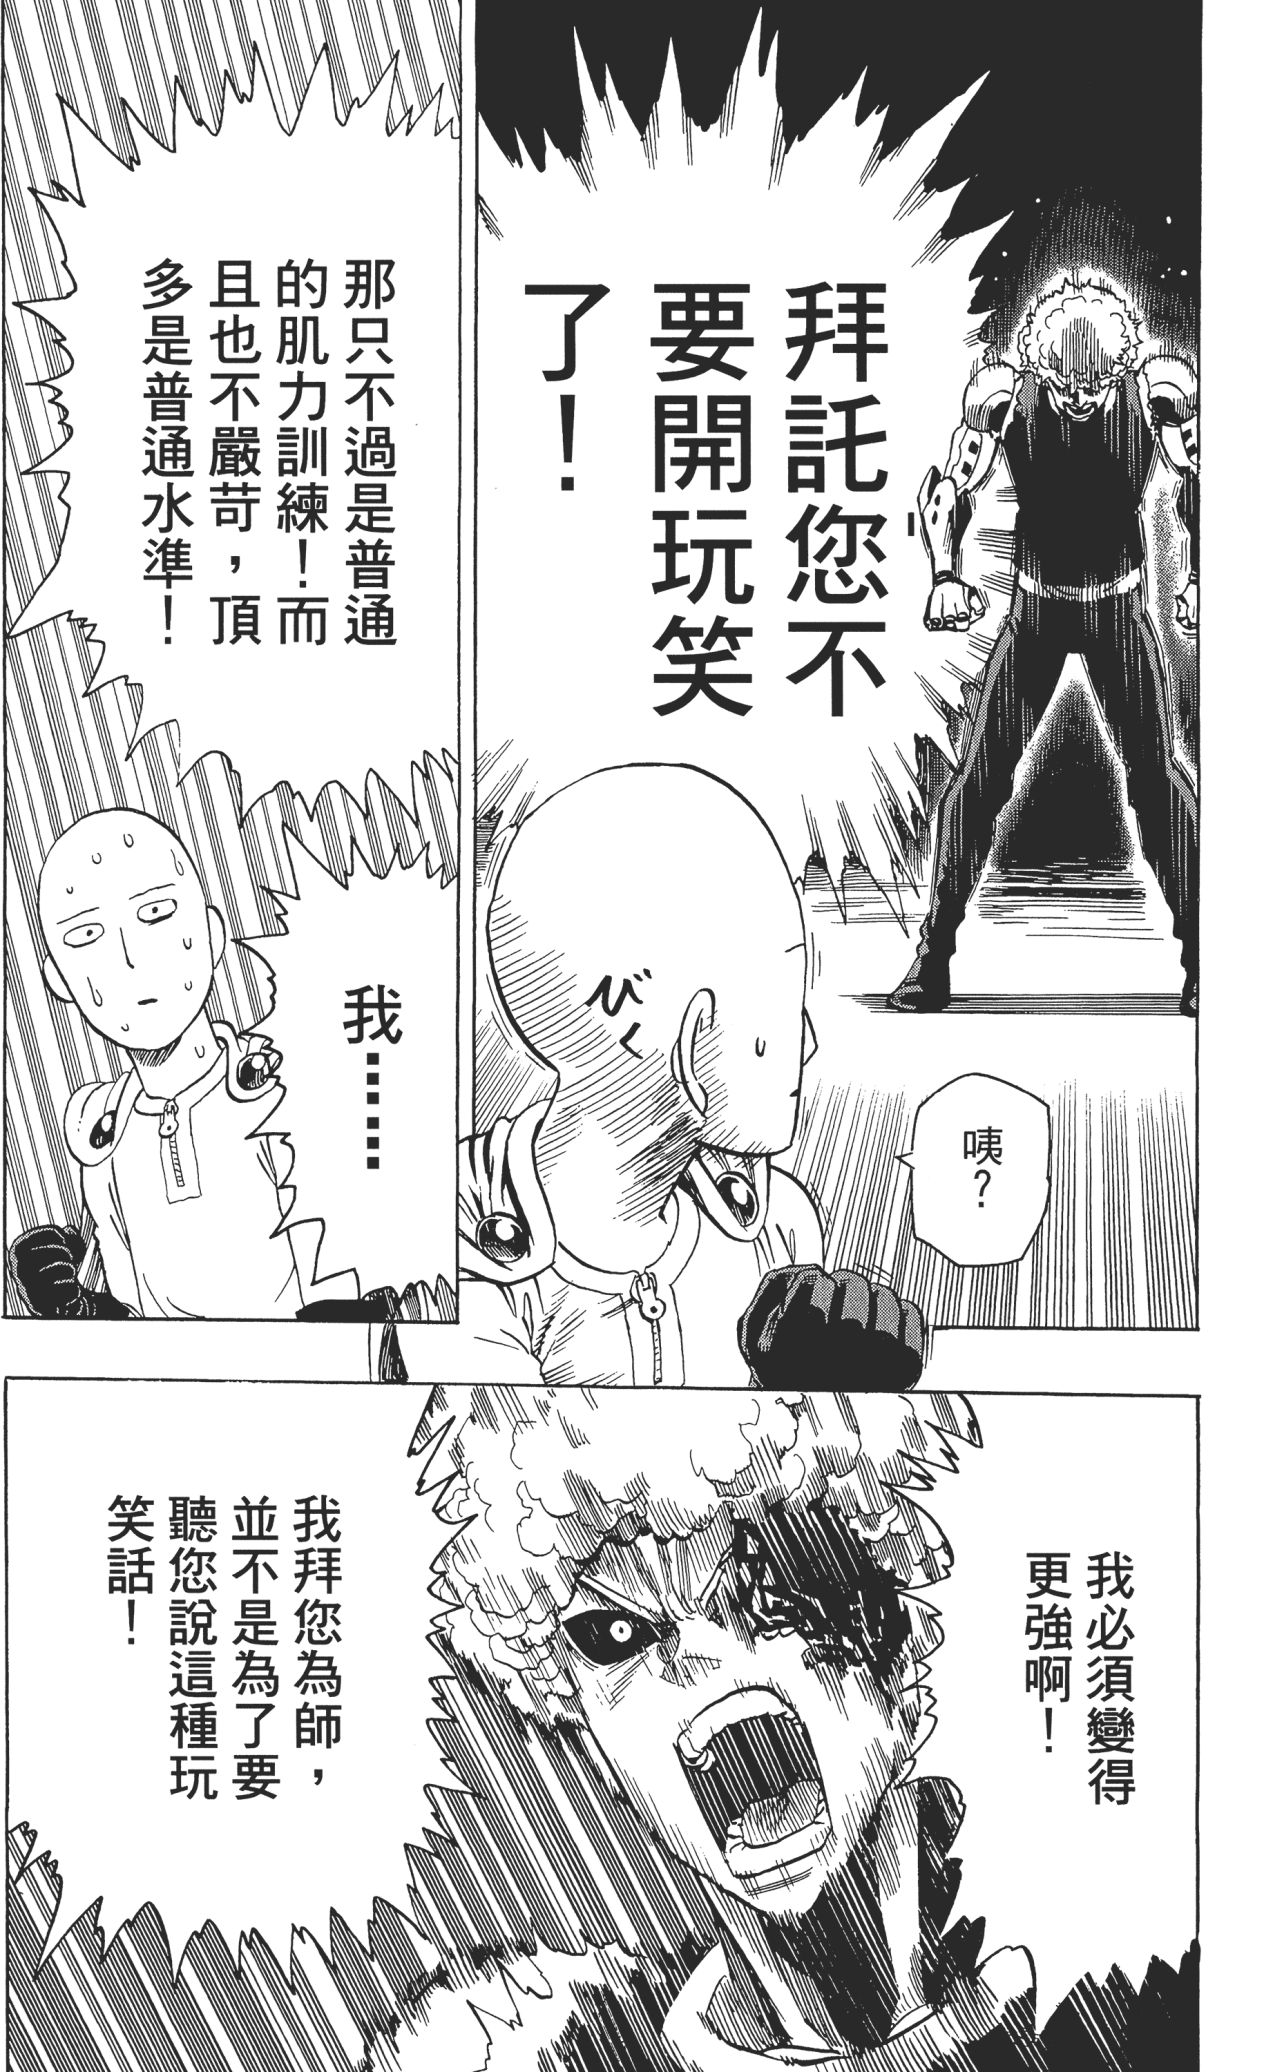 拜託您不
要開玩笑
了！
びく
咦？
那只不過是普通
的肌力訓練！而
且也不嚴苛，頂
多是普通水準！
我……
我必須變得
更強啊！
我拜您為師，
並不是為了要
聽您說這種玩
笑話！